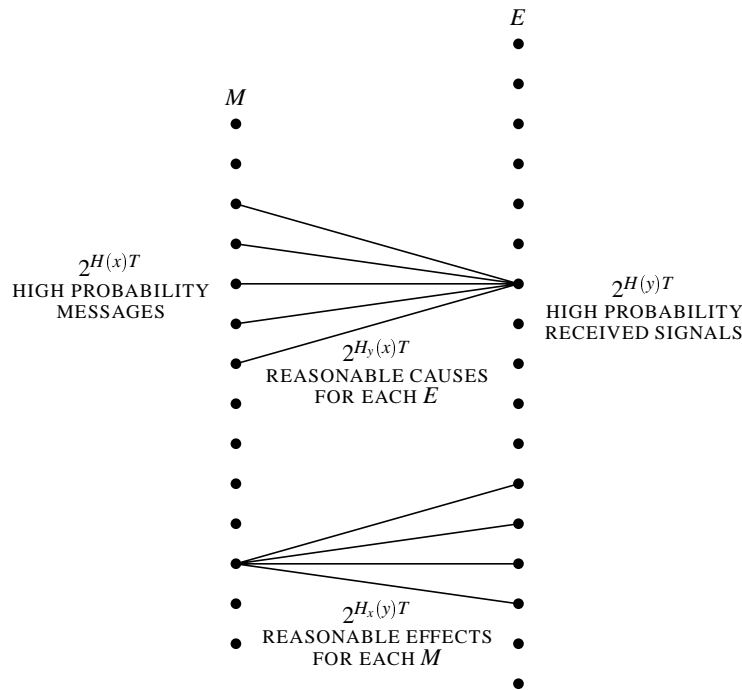 E
M
2^{H(x)T}
HIGH PROBABILITY
MESSAGES
2^{H(y)T}
HIGH PROBABILITY
RECEIVED SIGNALS
2^{H_y(x)T}
REASONABLE CAUSES
FOR EACH E
2^{H_x(y)T}
REASONABLE EFFECTS
FOR EACH M